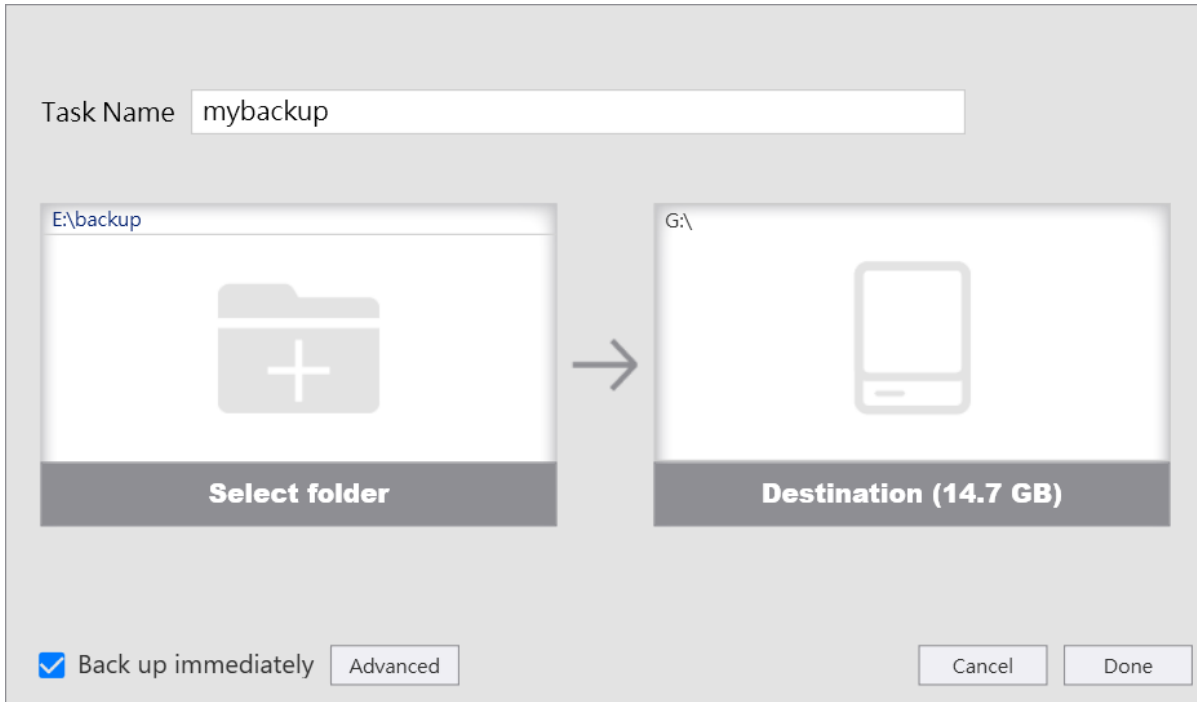 Task Name mybackup
E:\backup
G:\
Select folder
Destination (14.7 GB)
Back up immediately Advanced Cancel Done